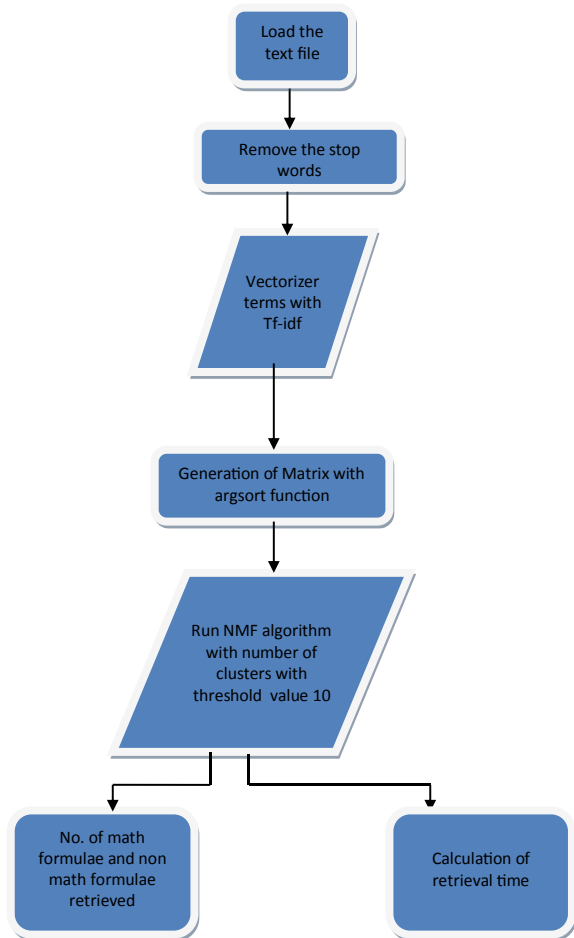 Load the
text file
Remove the stop
words
Vectorizer
terms with
Tf-idf
Generation of Matrix with
argsort function
Run NMF algorithm
with number of
clusters with
threshold value 10
No. of math
formulae and non
math formulae
retrieved
Calculation of
retrieval time